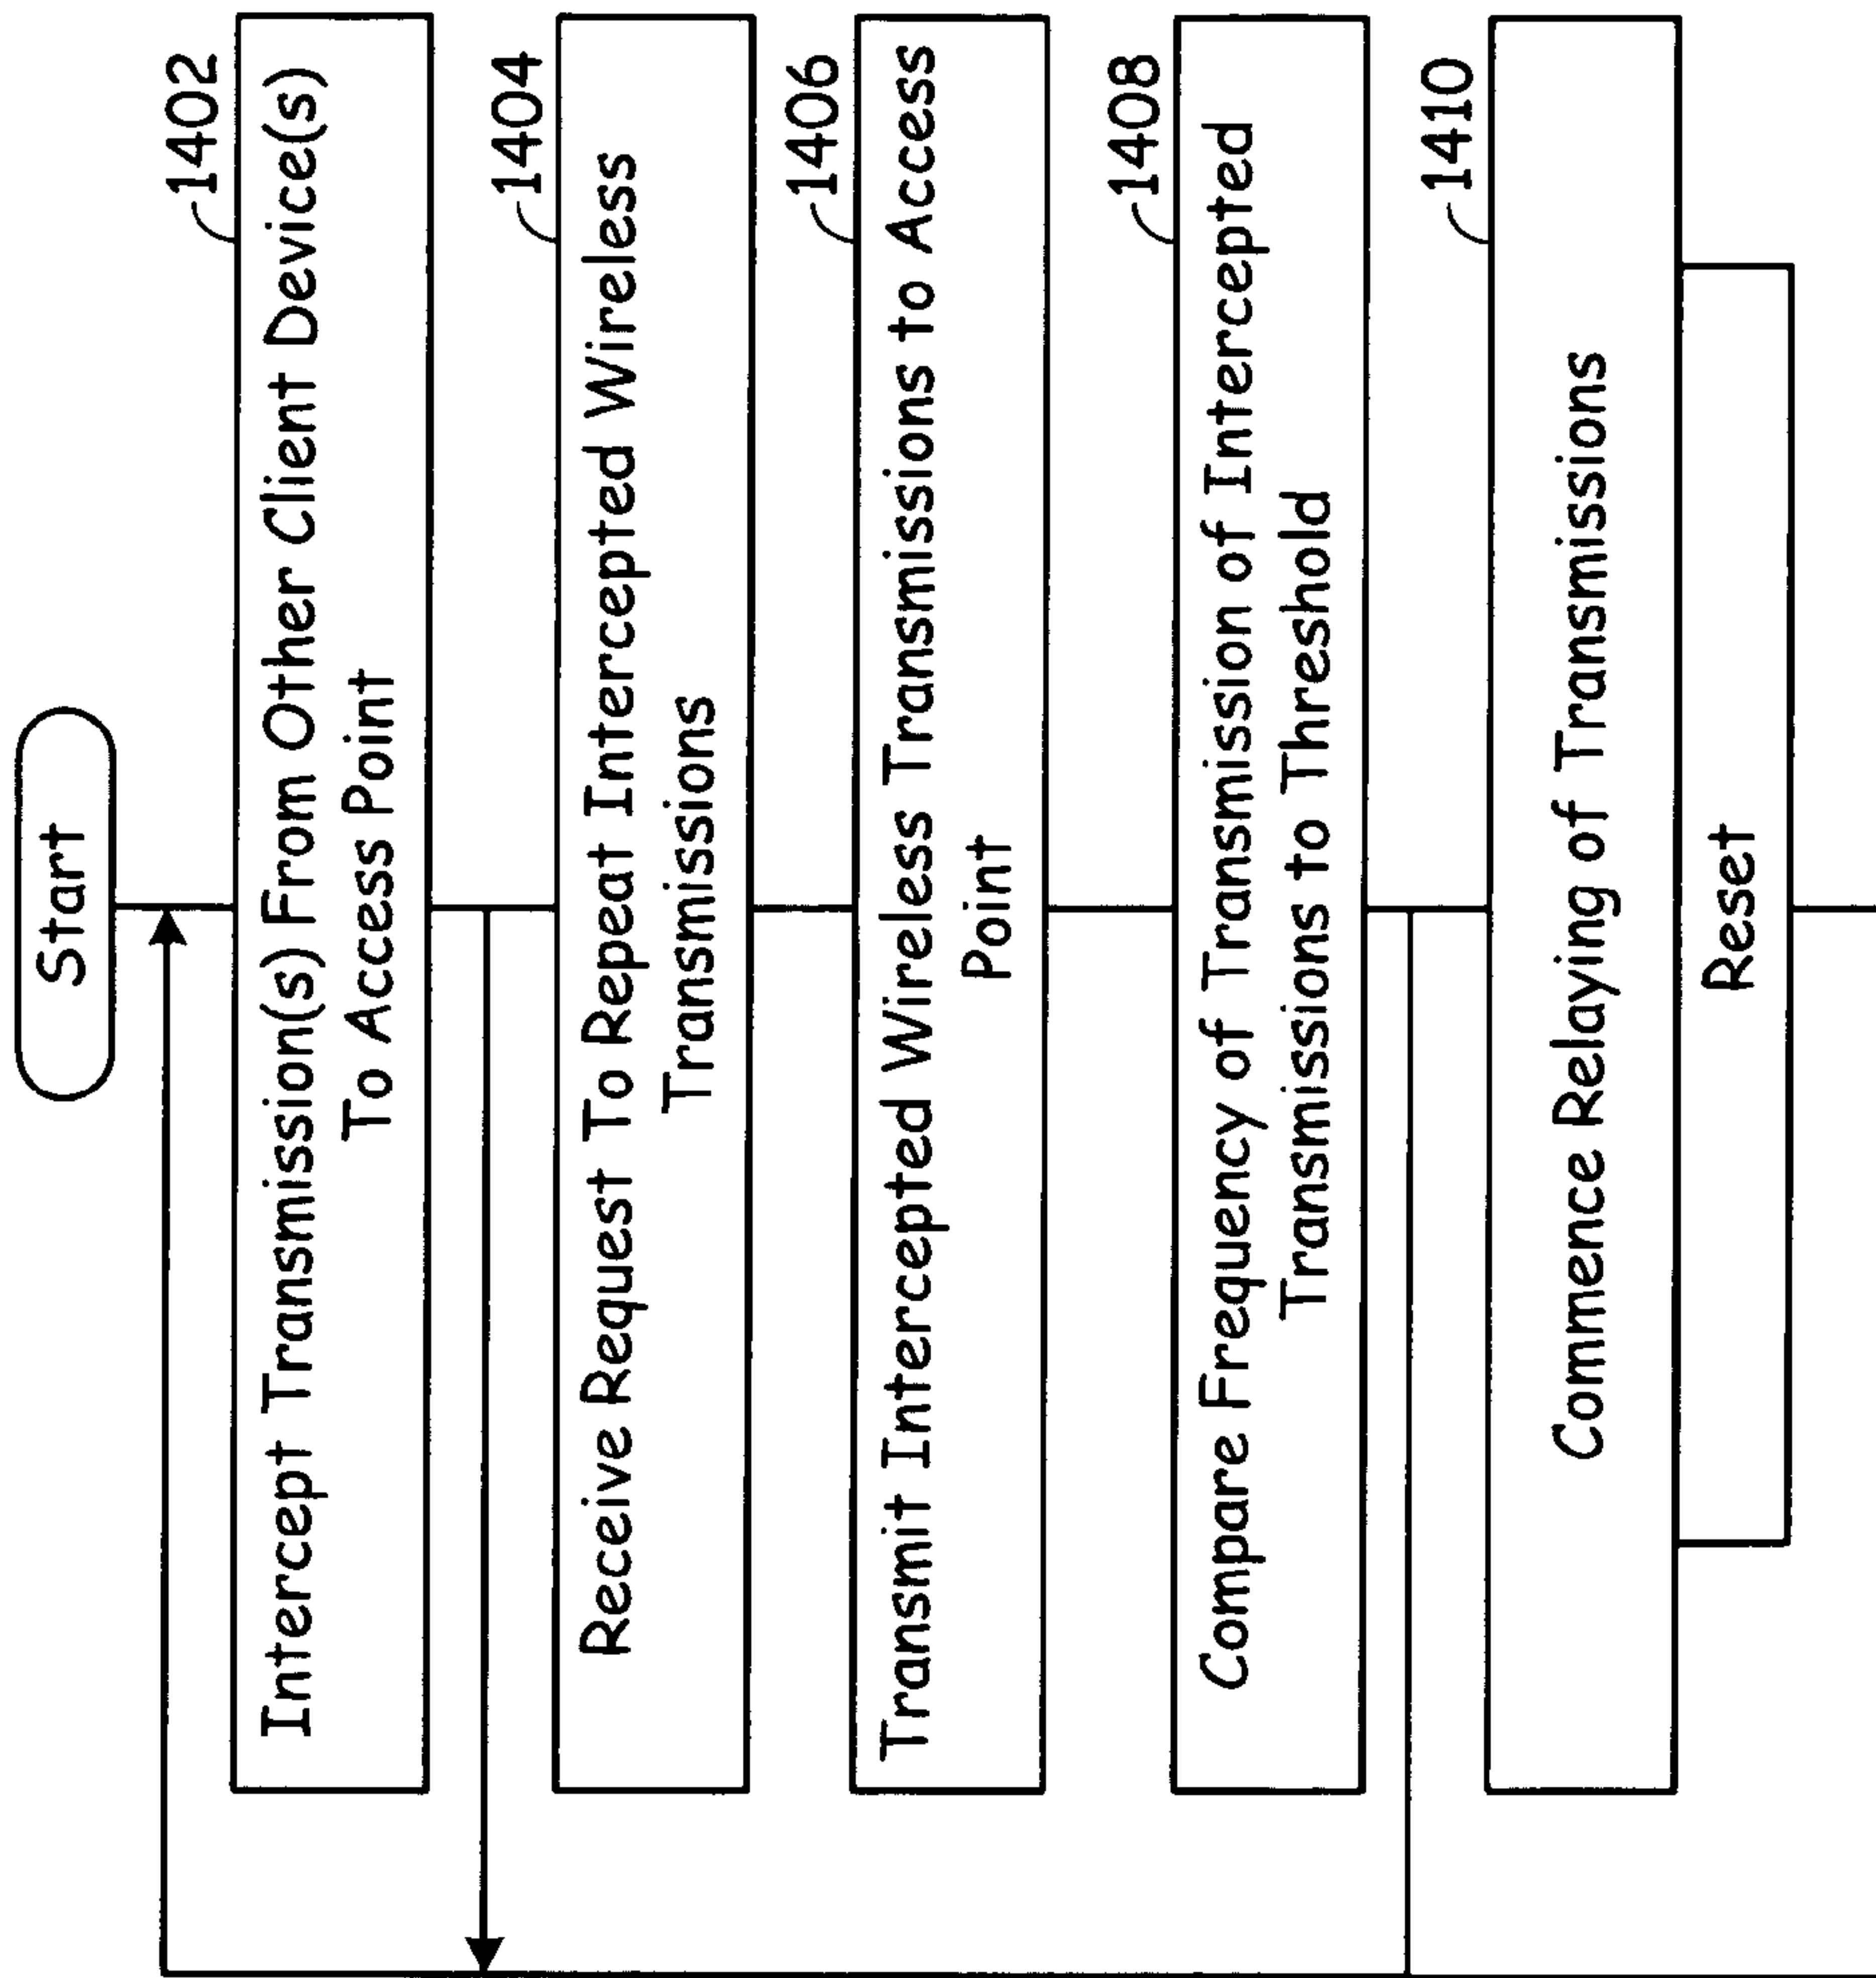 Start
1402
Intercept Transmission(s) From Other Client Device(s)
To Access Point
1404
Receive Request To Repeat Intercepted Wireless
Transmissions
1406
Transmit Intercepted Wireless Transmissions to Access
Point
1408
Compare Frequency of Transmission of Intercepted
Transmissions to Threshold
1410
Commence Relaying of Transmissions
Reset